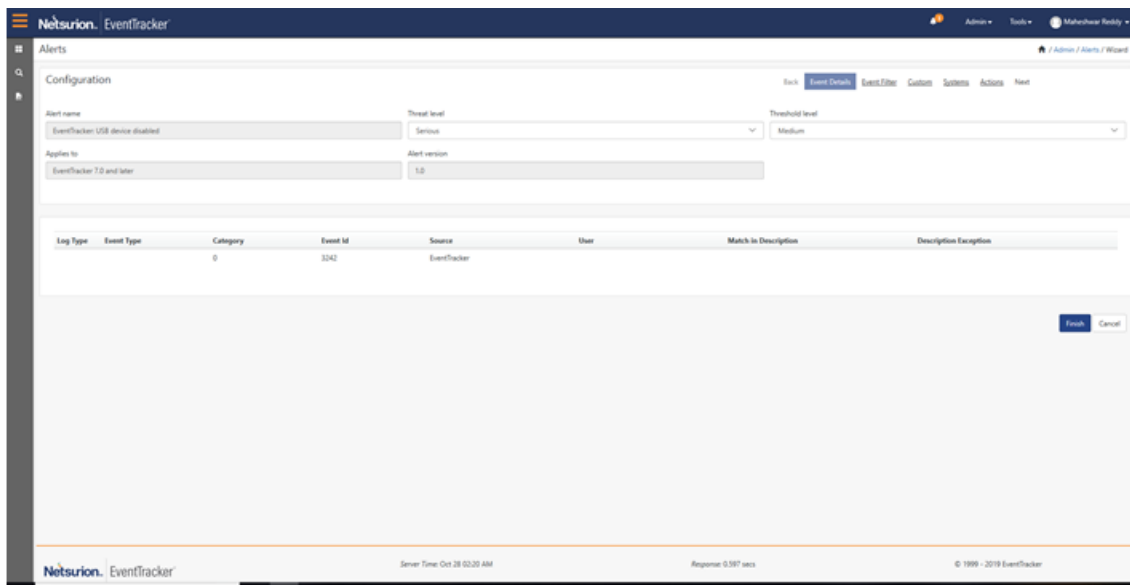 Netsurion. EventTracker
Admin Tools Maheshwar Reddy
Alerts
/ Admin / Alerts / Wizard
Configuration
Back Event Details Event Filter Custom Systems Actions Next
Alert name Threat level Threshold level
EventTracker: USB device disabled Serious Medium
Applies to Alert version
EventTracker 7.0 and later 1.0
Log Type Event Type Category Event Id Source User Match in Description Description Exception
0 3242 EventTracker
Finish Cancel
Netsurion. EventTracker Server Time: Oct 28 02:20 AM Response: 0.597 secs © 1999 - 2019 EventTracker